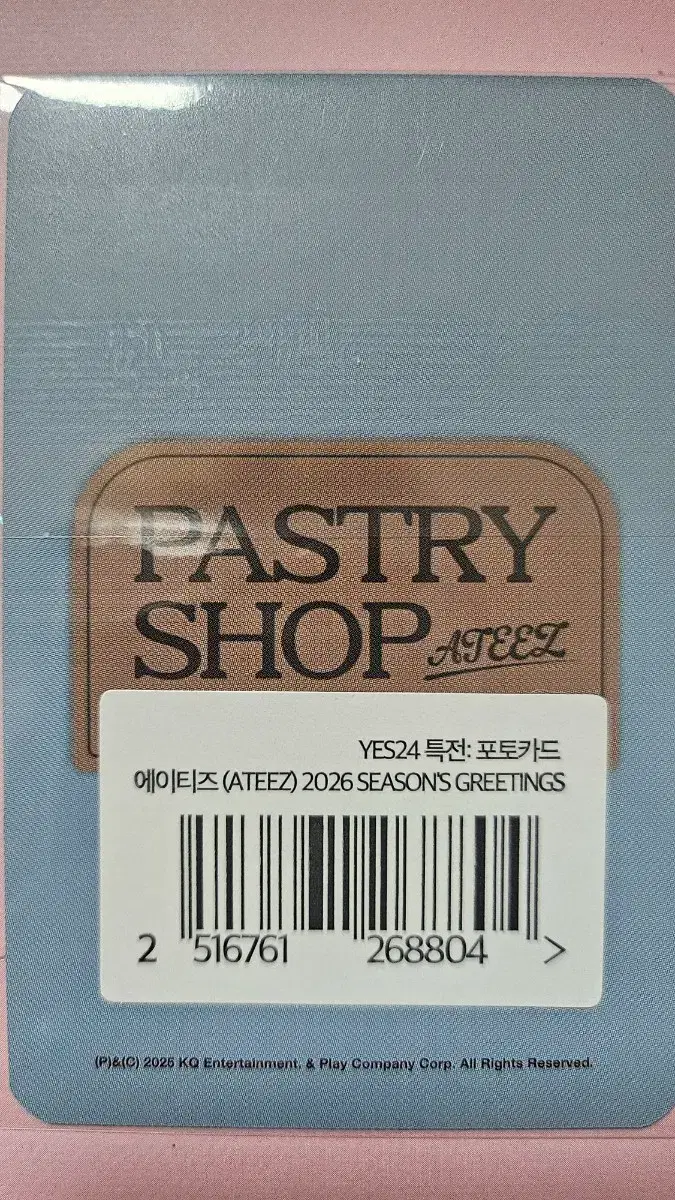 PASTRY
SHOP ATEEZ
YES24 특전: 포토카드
에이티즈 (ATEEZ) 2026 SEASON'S GREETINGS
2 516761 268804 >
(P)&(C) 2025 KQ Entertainment. & Play Company Corp. All Rights Reserved.